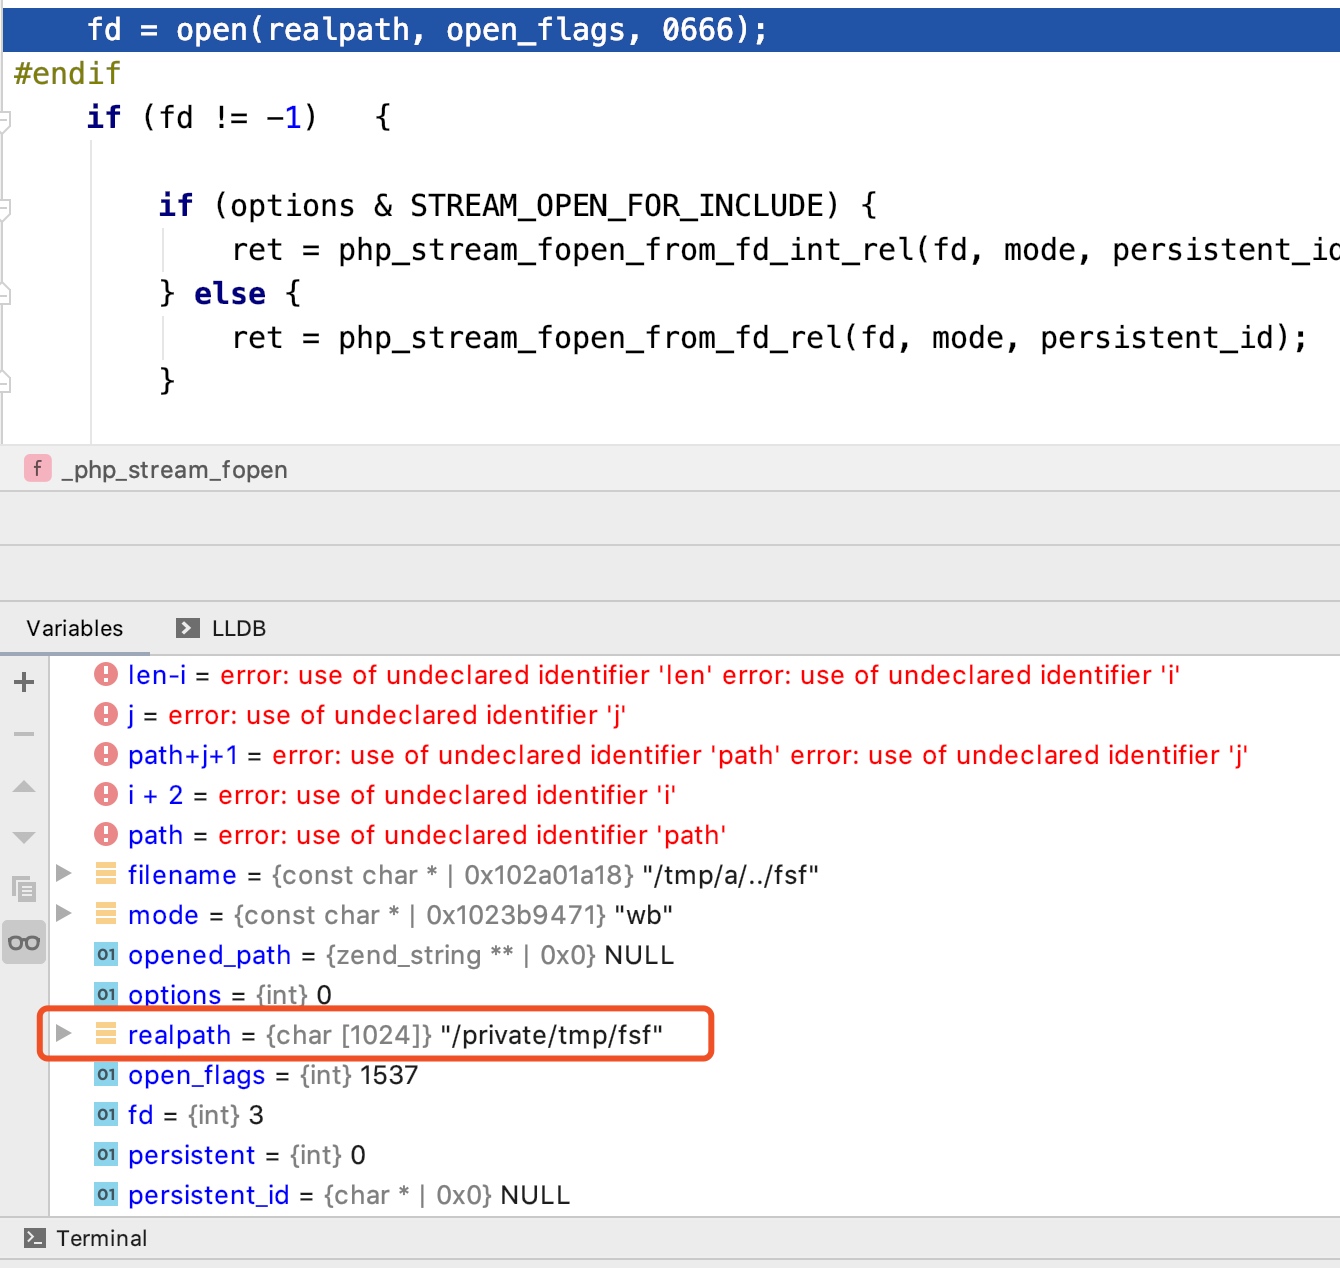 fd = open(realpath, open_flags, 0666);
#endif
if (fd != -1) {
if (options & STREAM_OPEN_FOR_INCLUDE) {
ret = php_stream_fopen_from_fd_int_rel(fd, mode, persistent_id
} else {
ret = php_stream_fopen_from_fd_rel(fd, mode, persistent_id);
}
f _php_stream_fopen
Variables LLDB
len-i = error: use of undeclared identifier 'len' error: use of undeclared identifier 'i'
j = error: use of undeclared identifier 'j'
path+j+1 = error: use of undeclared identifier 'path' error: use of undeclared identifier 'j'
i + 2 = error: use of undeclared identifier 'i'
path = error: use of undeclared identifier 'path'
filename = {const char * | 0x102a01a18} "/tmp/a/../fsf"
mode = {const char * | 0x1023b9471} "wb"
01 opened_path = {zend_string ** | 0x0} NULL
01 options = {int} 0
realpath = {char [1024]} "/private/tmp/fsf"
01 open_flags = {int} 1537
01 fd = {int} 3
01 persistent = {int} 0
01 persistent_id = {char * | 0x0} NULL
Terminal